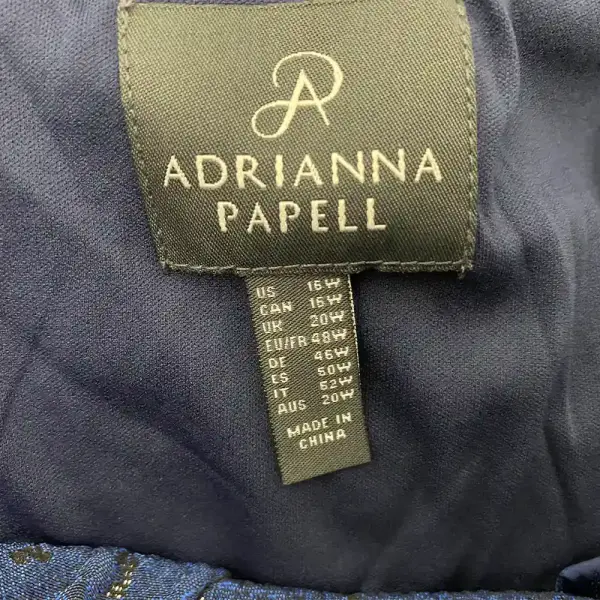 ADRIANNA
PAPELL
US 16W
CAN 16W
UK 20W
EU/FR 48W
DE 46W
ES 50W
IT 52W
AUS 20W
MADE IN
CHINA